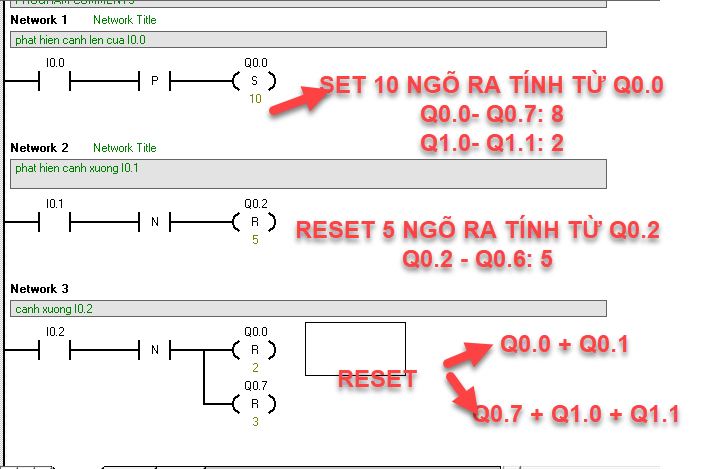 PROGRAM COMMENTS
Network 1 Network Title
phat hien canh len cua I0.0
I0.0 Q0.0
P S
10
SET 10 NGÕ RA TÍNH TỪ Q0.0
Q0.0- Q0.7: 8
Q1.0- Q1.1: 2
Network 2 Network Title
phat hien canh xuong I0.1
I0.1 Q0.2
N R
5
RESET 5 NGÕ RA TÍNH TỪ Q0.2
Q0.2 - Q0.6: 5
Network 3
canh xuong I0.2
I0.2 Q0.0
N R
2
Q0.7
R
3
RESET
Q0.0 + Q0.1
Q0.7 + Q1.0 + Q1.1